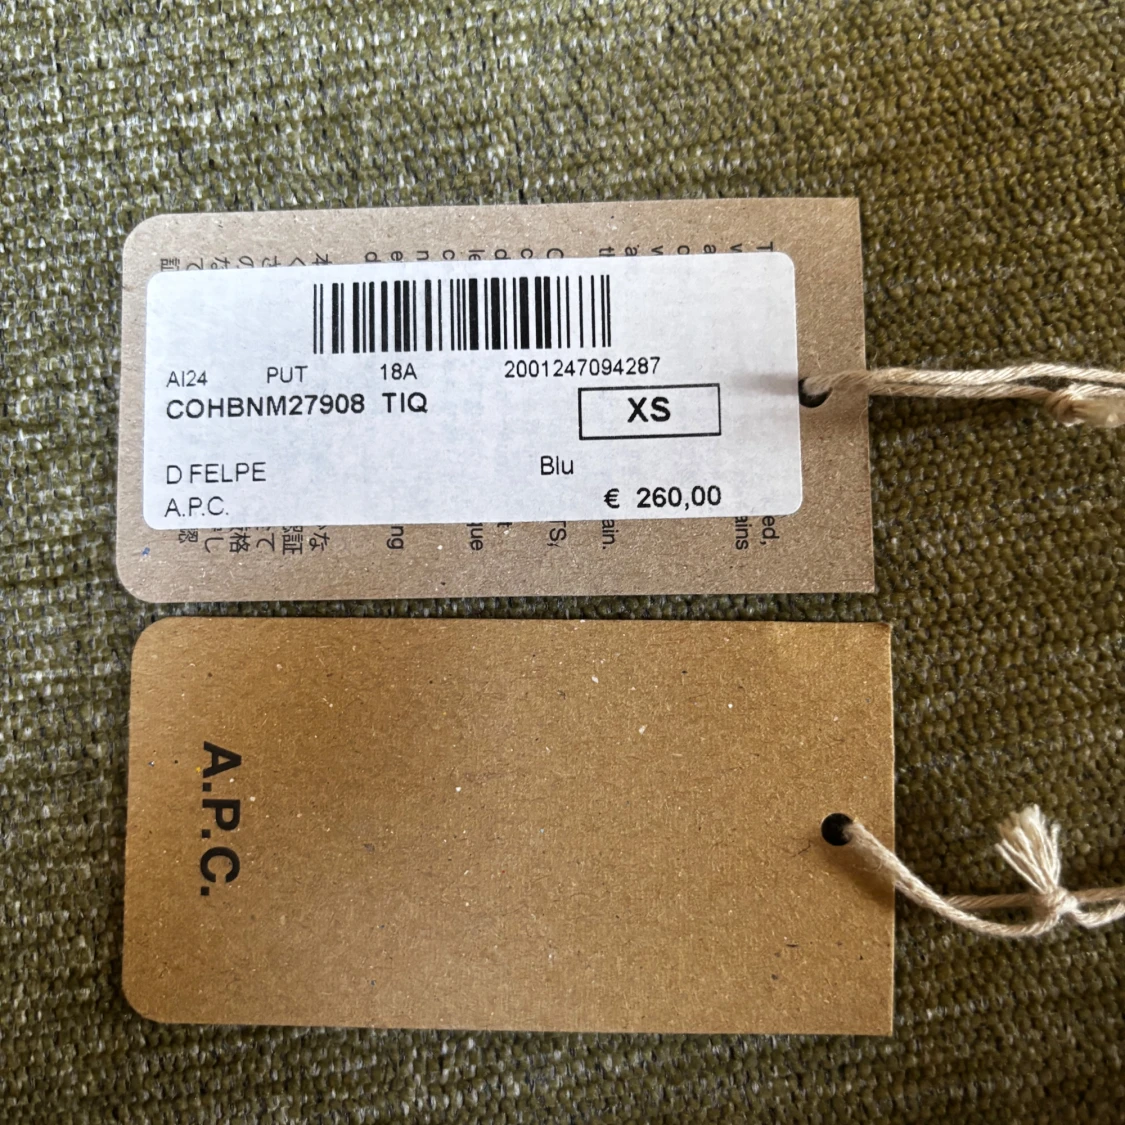 AI24 PUT 18A 2001247094287
COHBNM27908 TIQ
XS
D FELPE Blu
A.P.C.
€ 260,00
A.P.C.